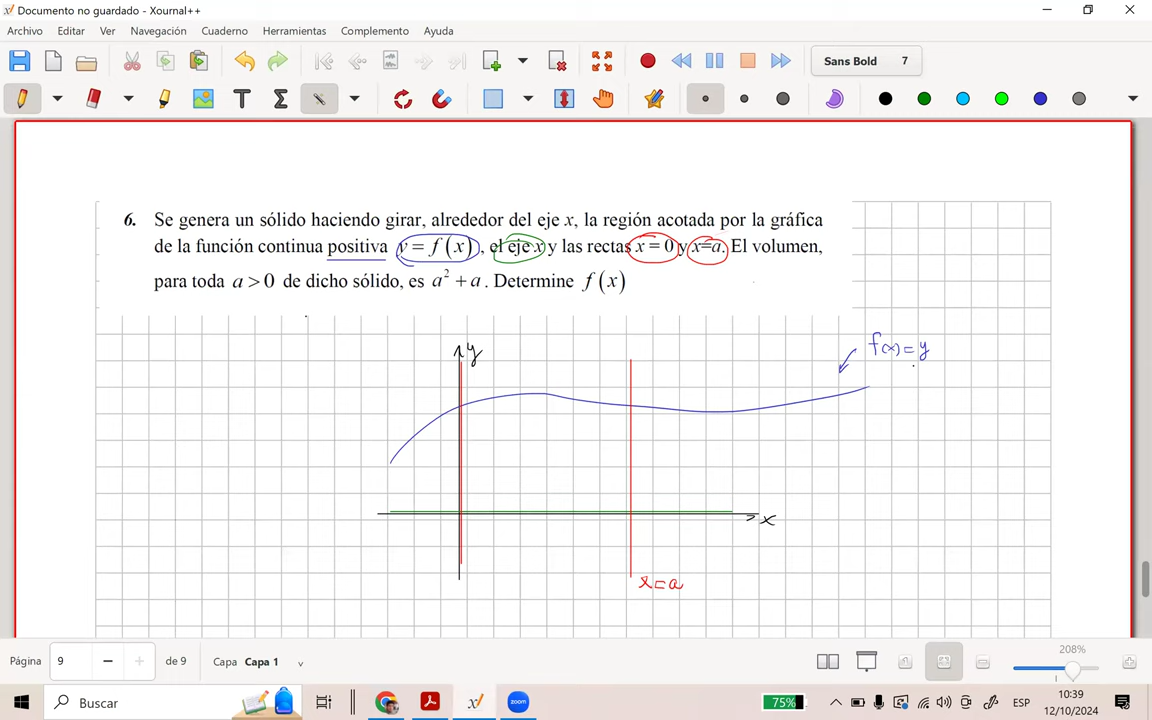 Documento no guardado - Xournal++
Archivo Editar Ver Navegación Cuaderno Herramientas Complemento Ayuda
Sans Bold 7
6. Se genera un sólido haciendo girar, alrededor del eje x, la región acotada por la gráfica
de la función continua positiva y = f(x), el eje x y las rectas x = 0 y x=a. El volumen,
para toda a > 0 de dicho sólido, es a² + a. Determine f(x)
f(x)=y
y
x
x=a
Página 9 de 9 Capa Capa 1 208%
Buscar 75% ESP 10:39
12/10/2024